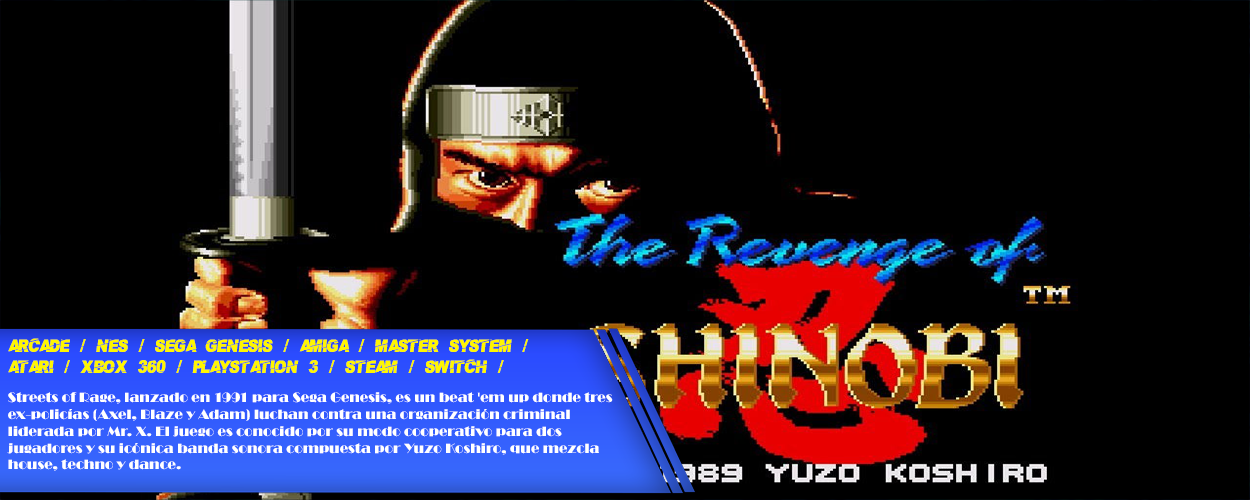 The Revenge of
TM
SHINOBI
1989 YUZO KOSHIRO
ARCADE / NES / SEGA GENESIS / AMIGA / MASTER SYSTEM /
ATARI / XBOX 360 / PLAYSTATION 3 / STEAM / SWITCH /
Streets of Rage, lanzado en 1991 para Sega Genesis, es un beat 'em up donde tres
ex-policías (Axel, Blaze y Adam) luchan contra una organización criminal
liderada por Mr. X. El juego es conocido por su modo cooperativo para dos
jugadores y su icónica banda sonora compuesta por Yuzo Koshiro, que mezcla
house, techno y dance.